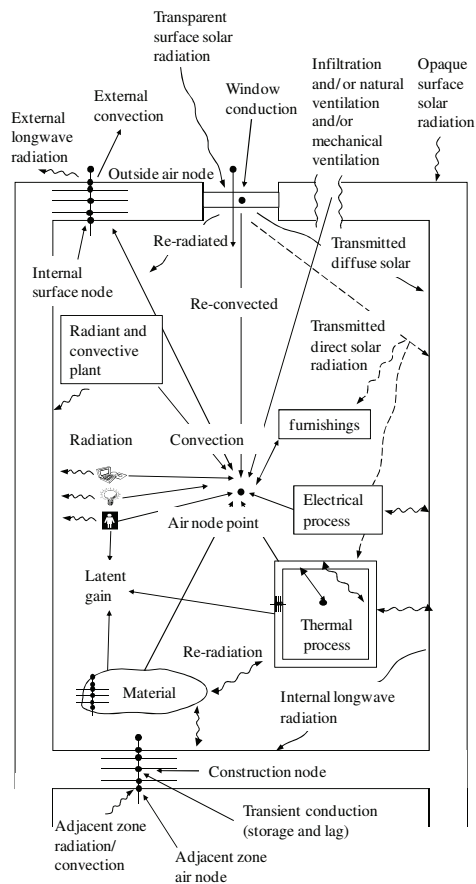 Transparent
surface solar
radiation
Infiltration
and/ or natural
ventilation
and/or
mechanical
ventilation
Opaque
surface
solar
radiation
Window
conduction
External
convection
External
longwave
radiation
Outside air node
Re-radiated
Transmitted
diffuse solar
Internal
surface node
Re-convected
Transmitted
direct solar
radiation
Radiant and
convective
plant
furnishings
Radiation
Convection
Electrical
process
Air node point
Latent
gain
Thermal
process
Re-radiation
Material
Internal longwave
radiation
Construction node
Transient conduction
(storage and lag)
Adjacent zone
radiation/
convection
Adjacent zone
air node